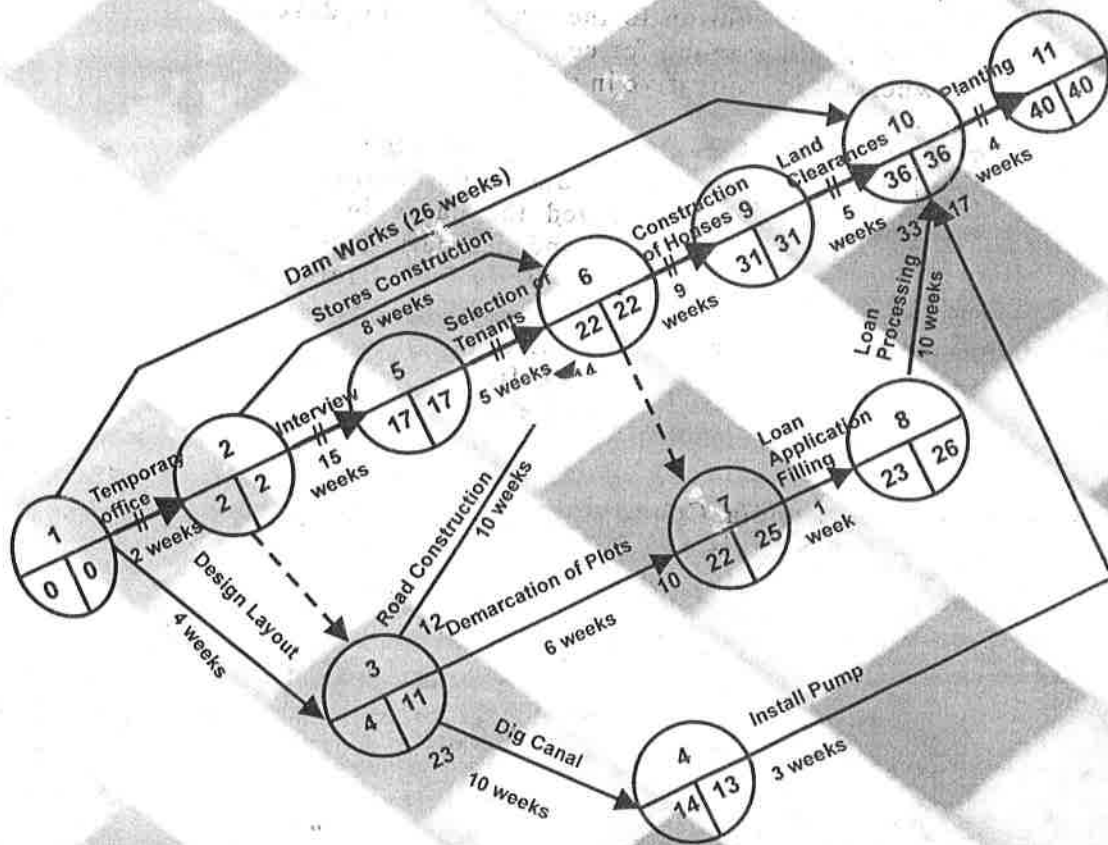 11
40 40
Planting
4
weeks
10
36 36
Land
Clearances
5
weeks
9
31 31
Construction
of Houses
9
weeks
17
33
Dam Works (26 weeks)
Stores Construction
8 weeks
6
22 22
Selection of
Tenants
5 weeks
5
17 17
Interview
15
weeks
2
2 2
Temporary
office
2 weeks
1
0 0
Design Layout
4 weeks
Road Construction
10 weeks
12
3
4 11
23
Demarcation of Plots
6 weeks
10
7
22 25
Loan
Application
Filling
1
week
8
23 26
Loan
Processing
10 weeks
Dig Canal
10 weeks
4
14 13
Install Pump
3 weeks